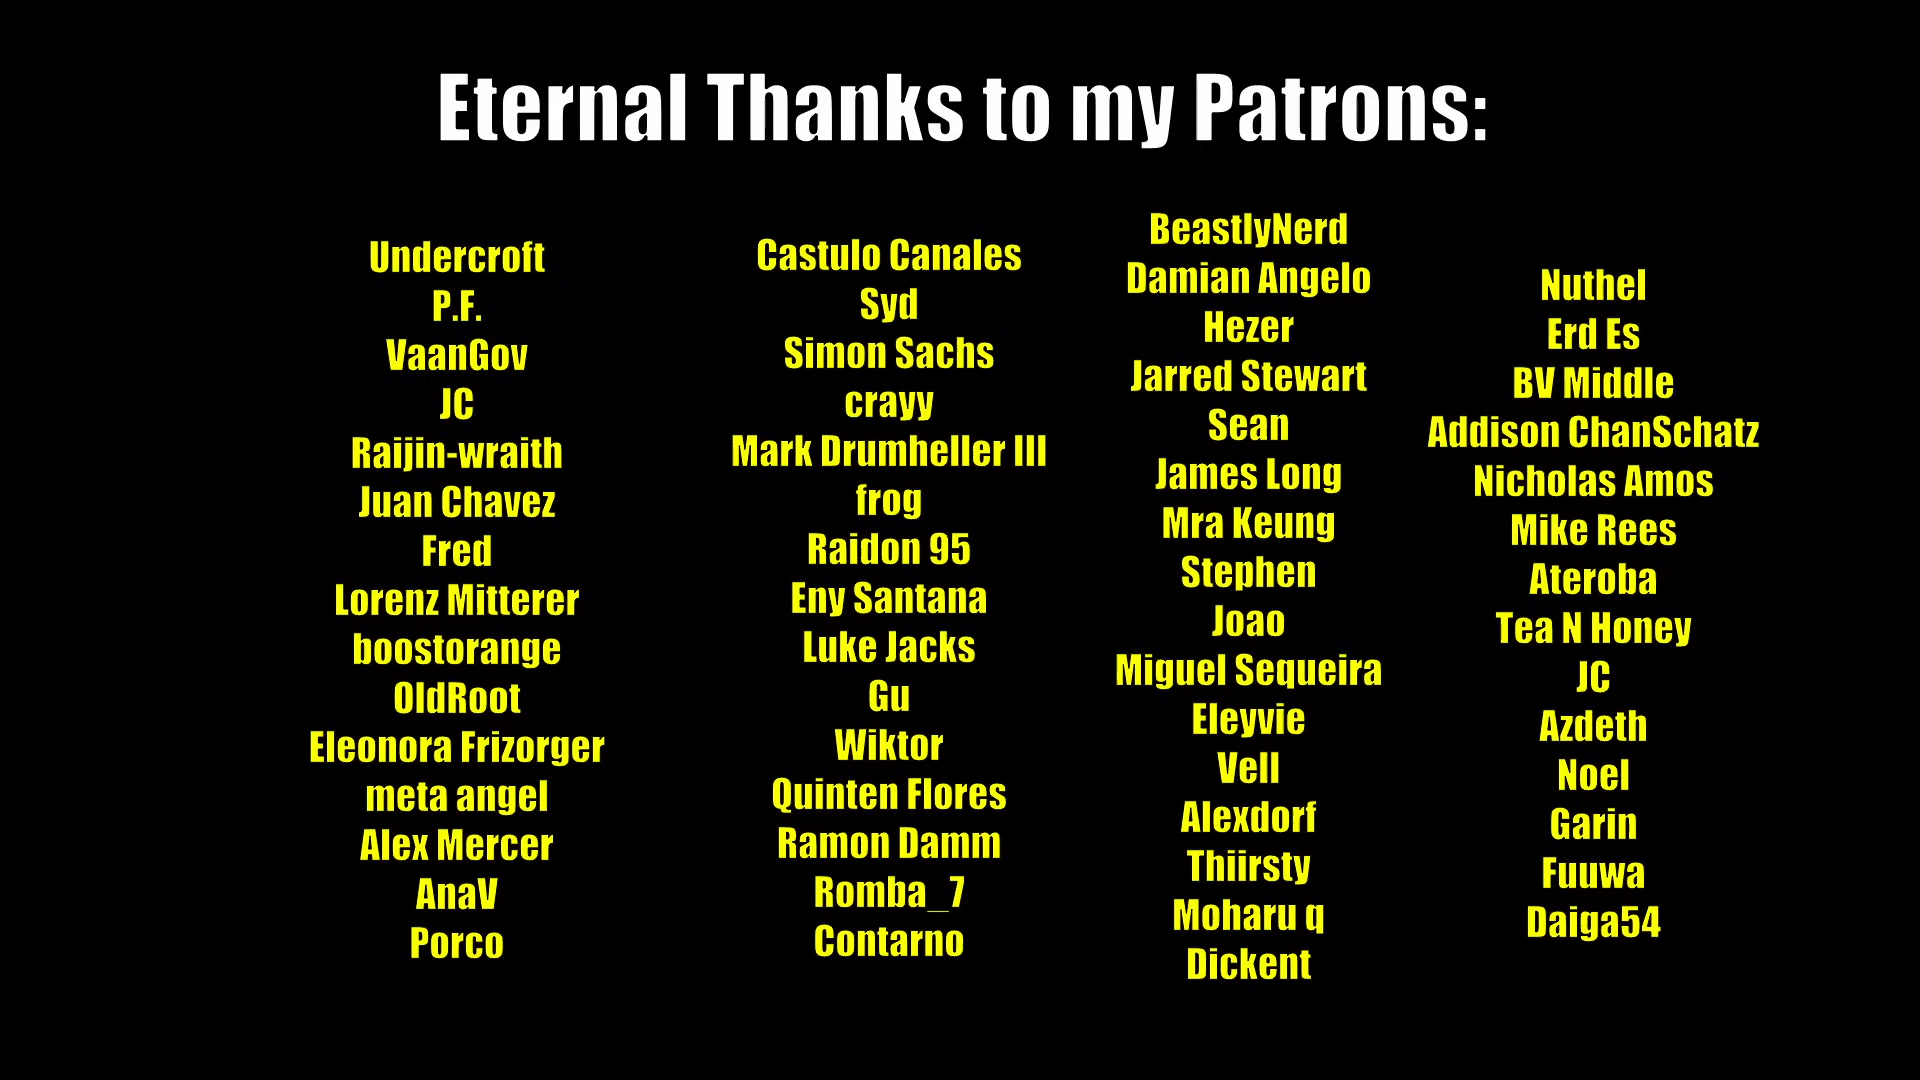 Eternal Thanks to my Patrons:
Undercroft
P.F.
VaanGov
JC
Raijin-wraith
Juan Chavez
Fred
Lorenz Mitterer
boostorange
OldRoot
Eleonora Frizorger
meta angel
Alex Mercer
AnaV
Porco
Castulo Canales
Syd
Simon Sachs
crayy
Mark Drumheller III
frog
Raidon 95
Eny Santana
Luke Jacks
Gu
Wiktor
Quinten Flores
Ramon Damm
Romba_7
Contarno
BeastlyNerd
Damian Angelo
Hezer
Jarred Stewart
Sean
James Long
Mra Keung
Stephen
Joao
Miguel Sequeira
Eleyvie
Vell
Alexdorf
Thiirsty
Moharu q
Dickent
Nuthel
Erd Es
BV Middle
Addison ChanSchatz
Nicholas Amos
Mike Rees
Ateroba
Tea N Honey
JC
Azdeth
Noel
Garin
Fuuwa
Daiga54